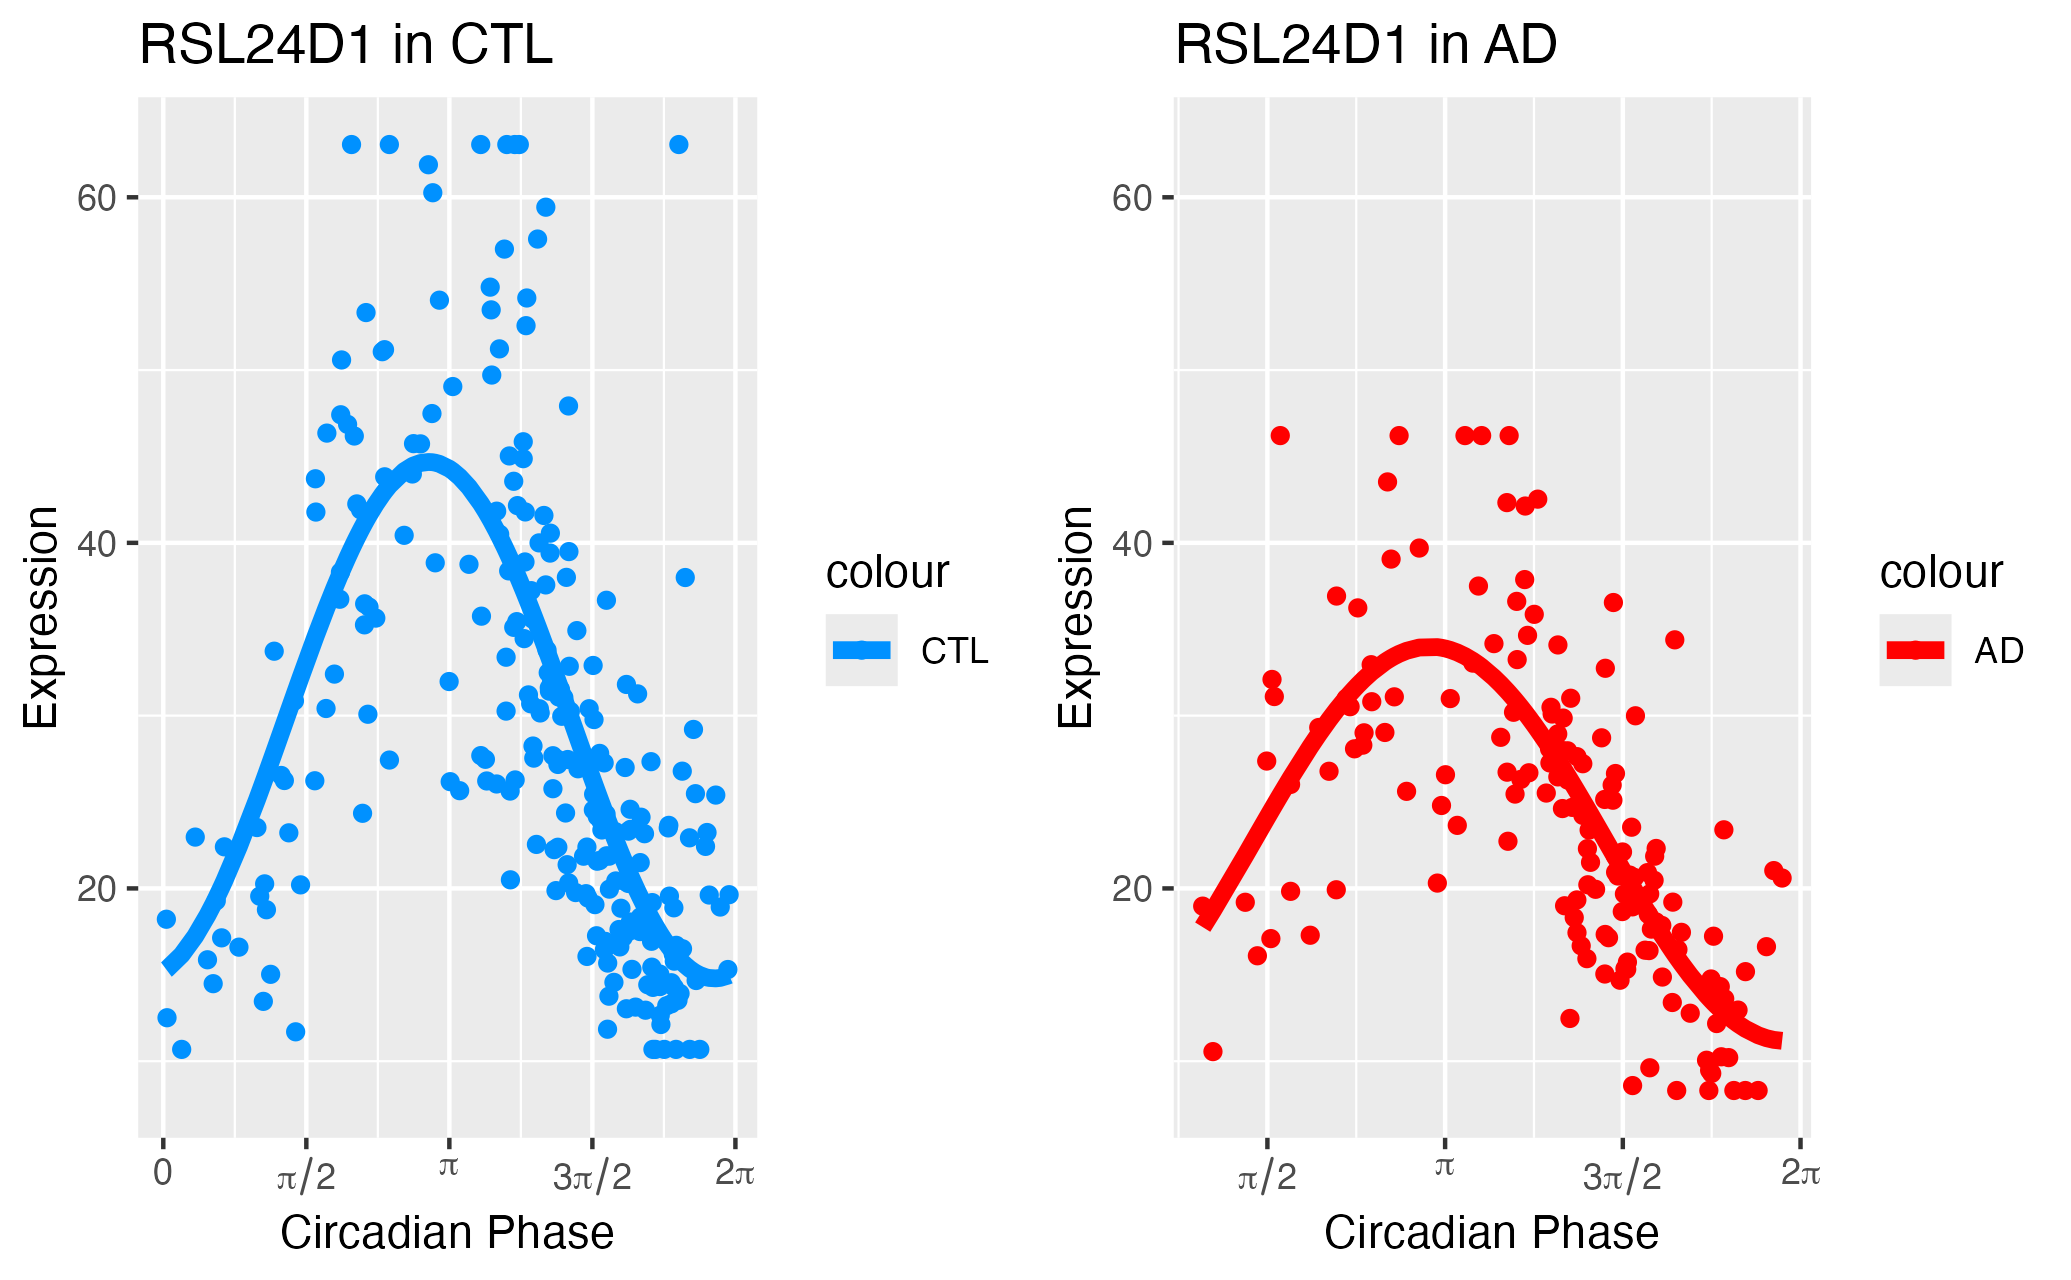 RSL24D1 in CTL
60
40
20
Expression
0
π/2
π
3π/2
2π
Circadian Phase
colour
CTL
RSL24D1 in AD
60
40
20
Expression
π/2
π
3π/2
2π
Circadian Phase
colour
AD